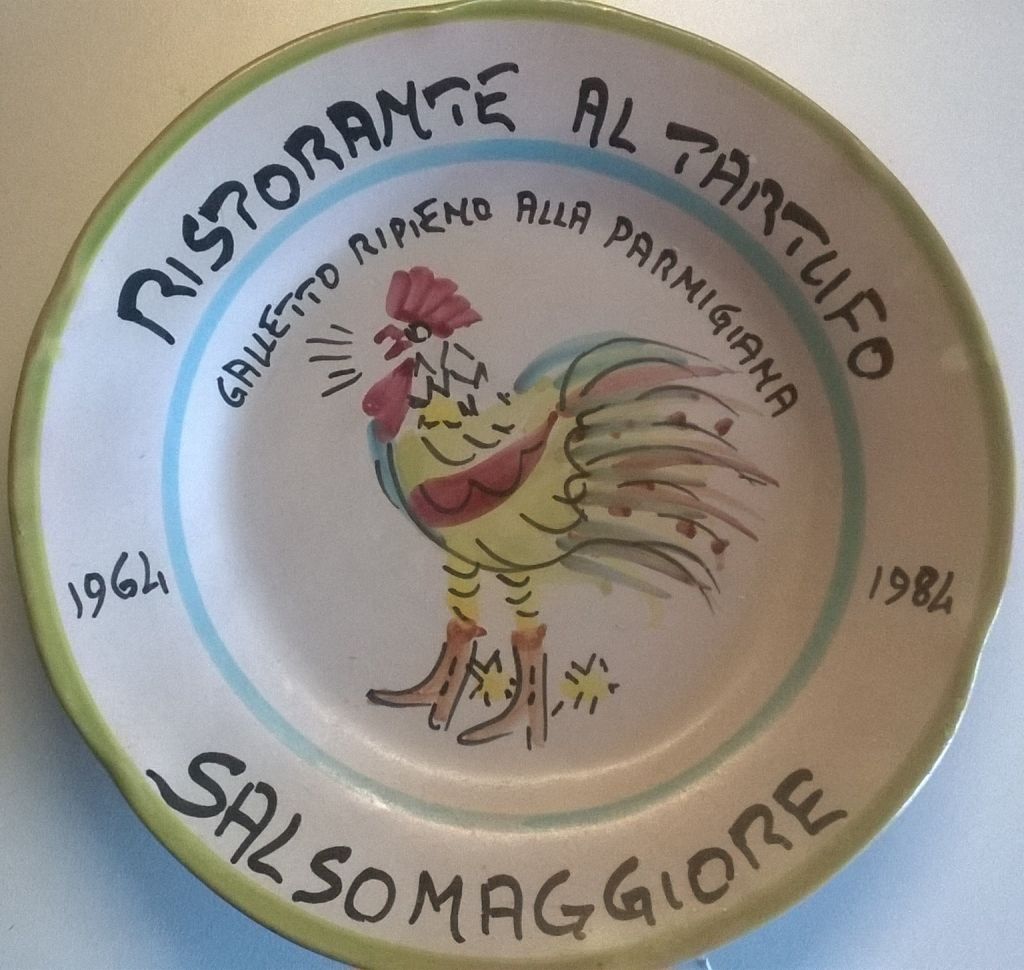 RISTORANTE AL TARTUFO
GALLETTO RIPIENO ALLA PARMIGIANA
1964
1984
SALSOMAGGIORE